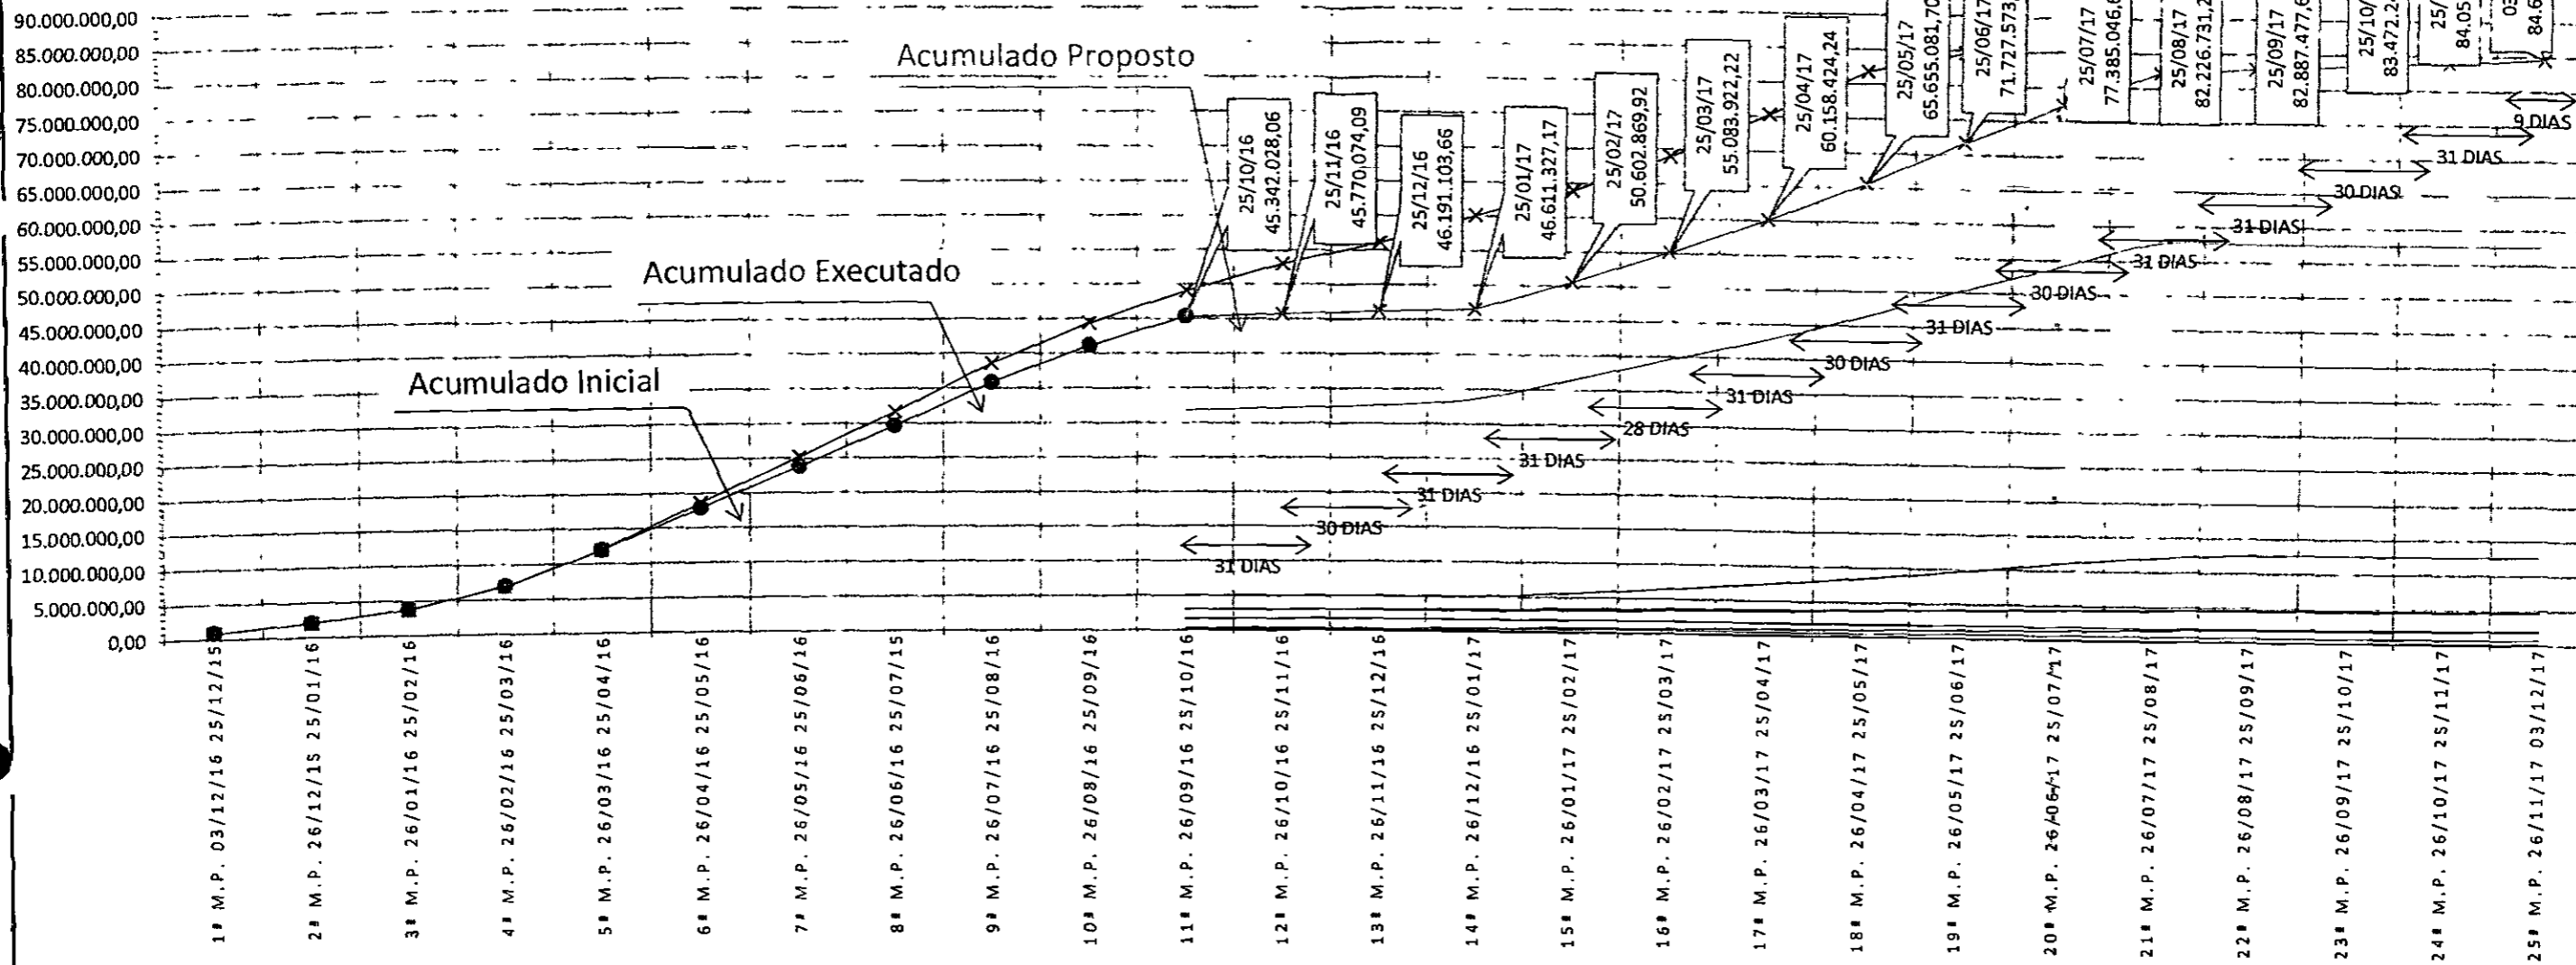 90.000.000,00
85.000.000,00
80.000.000,00
75.000.000,00
70.000.000,00
65.000.000,00
60.000.000,00
55.000.000,00
50.000.000,00
45.000.000,00
40.000.000,00
35.000.000,00
30.000.000,00
25.000.000,00
20.000.000,00
15.000.000,00
10.000.000,00
5.000.000,00
0,00
Acumulado Proposto
Acumulado Executado
Acumulado Inicial
25/10/16
45.342.028,06
25/11/16
45.770.074,09
25/12/16
46.191.103,66
25/01/17
46.611.327,17
25/02/17
50.602.869,92
25/03/17
55.083.922,22
25/04/17
60.158.424,24
25/05/17
65.655.081,70
25/06/17
71.727.573,
25/07/17
77.385.046,6
25/08/17
82.226.731,2
25/09/17
82.887.477,6
25/10/
83.472.24
25/
84.05
03
84.6
31 DIAS
30 DIAS
31 DIAS
31 DIAS
28 DIAS
31 DIAS
30 DIAS
31 DIAS
30 DIAS
31 DIAS
31 DIAS
30 DIAS
31 DIAS
9 DIAS
1ª M.P. 03/12/16 25/12/15
2ª M.P. 26/12/15 25/01/16
3ª M.P. 26/01/16 25/02/16
4ª M.P. 26/02/16 25/03/16
5ª M.P. 26/03/16 25/04/16
6ª M.P. 26/04/16 25/05/16
7ª M.P. 26/05/16 25/06/16
8ª M.P. 26/06/16 25/07/15
9ª M.P. 26/07/16 25/08/16
10ª M.P. 26/08/16 25/09/16
11ª M.P. 26/09/16 25/10/16
12ª M.P. 26/10/16 25/11/16
13ª M.P. 26/11/16 25/12/16
14ª M.P. 26/12/16 25/01/17
15ª M.P. 26/01/17 25/02/17
16ª M.P. 26/02/17 25/03/17
17ª M.P. 26/03/17 25/04/17
18ª M.P. 26/04/17 25/05/17
19ª M.P. 26/05/17 25/06/17
20ª M.P. 26/06/17 25/07/17
21ª M.P. 26/07/17 25/08/17
22ª M.P. 26/08/17 25/09/17
23ª M.P. 26/09/17 25/10/17
24ª M.P. 26/10/17 25/11/17
25ª M.P. 26/11/17 03/12/17